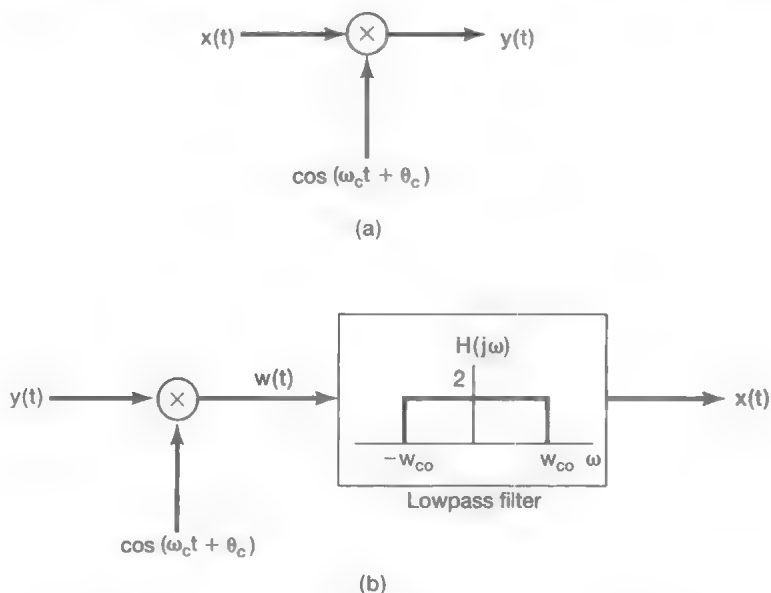 x(t) × y(t)
cos (ω_c t + θ_c)
(a)
H(jω)
2
y(t) × w(t) x(t)
-w_co w_co ω
Lowpass filter
cos (ω_c t + θ_c)
(b)